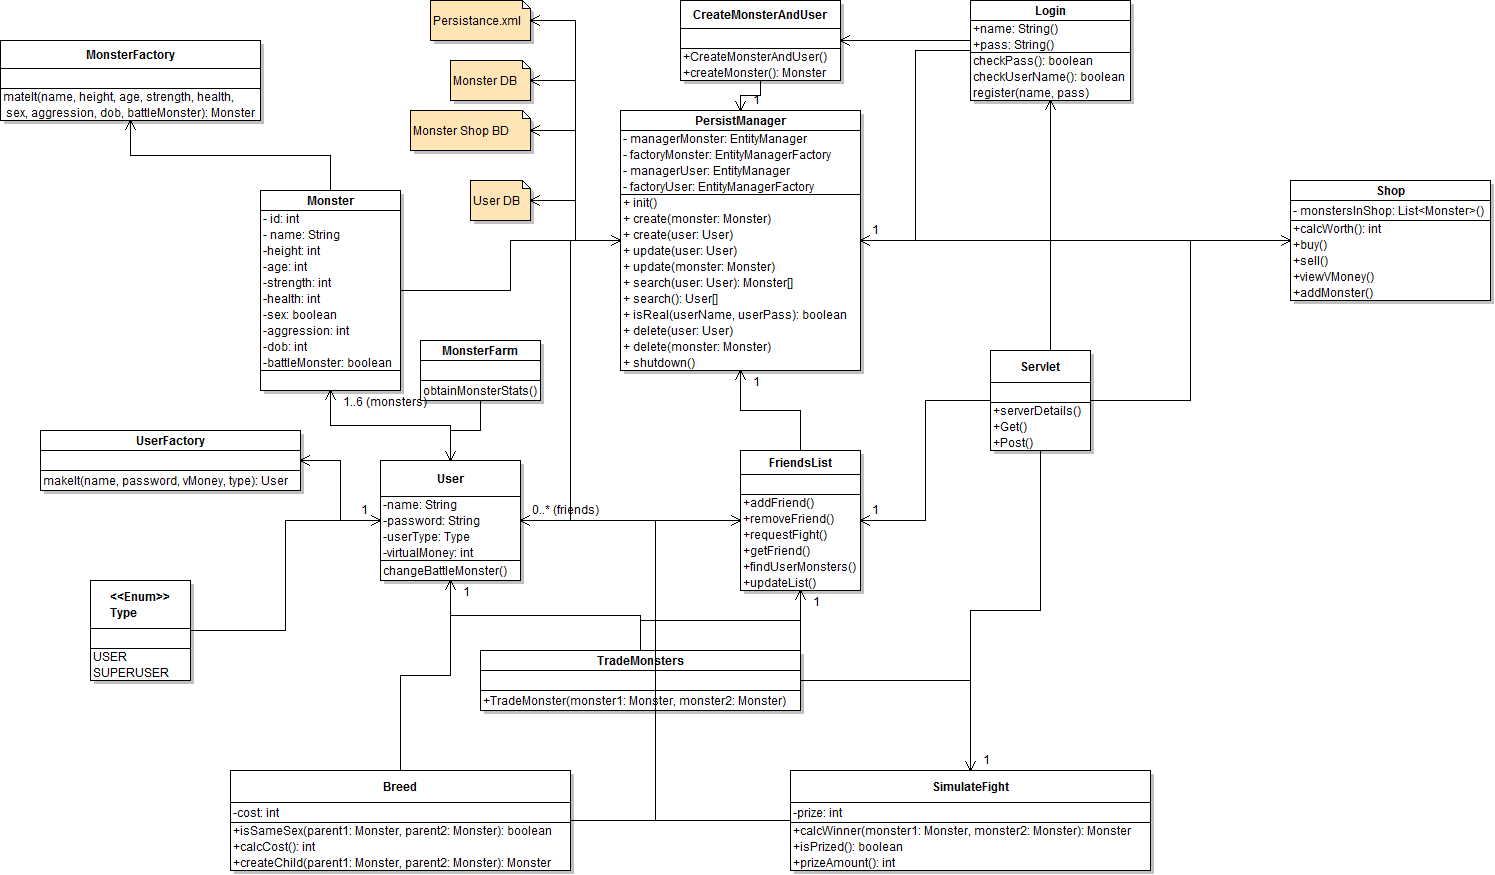 Persistance.xml
Monster DB
Monster Shop BD
User DB
CreateMonsterAndUser
+CreateMonsterAndUser()
+createMonster(): Monster
Login
+name: String()
+pass: String()
checkPass(): boolean
checkUserName(): boolean
register(name, pass)
MonsterFactory
mateIt(name, height, age, strength, health,
sex, aggression, dob, battleMonster): Monster
1
PersistManager
- managerMonster: EntityManager
- factoryMonster: EntityManagerFactory
- managerUser: EntityManager
- factoryUser: EntityManagerFactory
+ init()
+ create(monster: Monster)
+ create(user: User)
+ update(user: User)
+ update(monster: Monster)
+ search(user: User): Monster[]
+ search(): User[]
+ isReal(userName, userPass): boolean
+ delete(user: User)
+ delete(monster: Monster)
+ shutdown()
1
1
Shop
- monstersInShop: List<Monster>()
+calcWorth(): int
+buy()
+sell()
+viewVMoney()
+addMonster()
Monster
- id: int
- name: String
-height: int
-age: int
-strength: int
-health: int
-sex: boolean
-aggression: int
-dob: int
-battleMonster: boolean
1..6 (monsters)
MonsterFarm
obtainMonsterStats()
Servlet
+serverDetails()
+Get()
+Post()
UserFactory
makeIt(name, password, vMoney, type): User
1
User
-name: String
-password: String
-userType: Type
-virtualMoney: int
changeBattleMonster()
0..* (friends)
1
FriendsList
+addFriend()
+removeFriend()
+requestFight()
+getFriend()
+findUserMonsters()
+updateList()
1
1
<<Enum>>
Type
USER
SUPERUSER
TradeMonsters
+TradeMonster(monster1: Monster, monster2: Monster)
Breed
-cost: int
+isSameSex(parent1: Monster, parent2: Monster): boolean
+calcCost(): int
+createChild(parent1: Monster, parent2: Monster): Monster
1
SimulateFight
-prize: int
+calcWinner(monster1: Monster, monster2: Monster): Monster
+isPrized(): boolean
+prizeAmount(): int